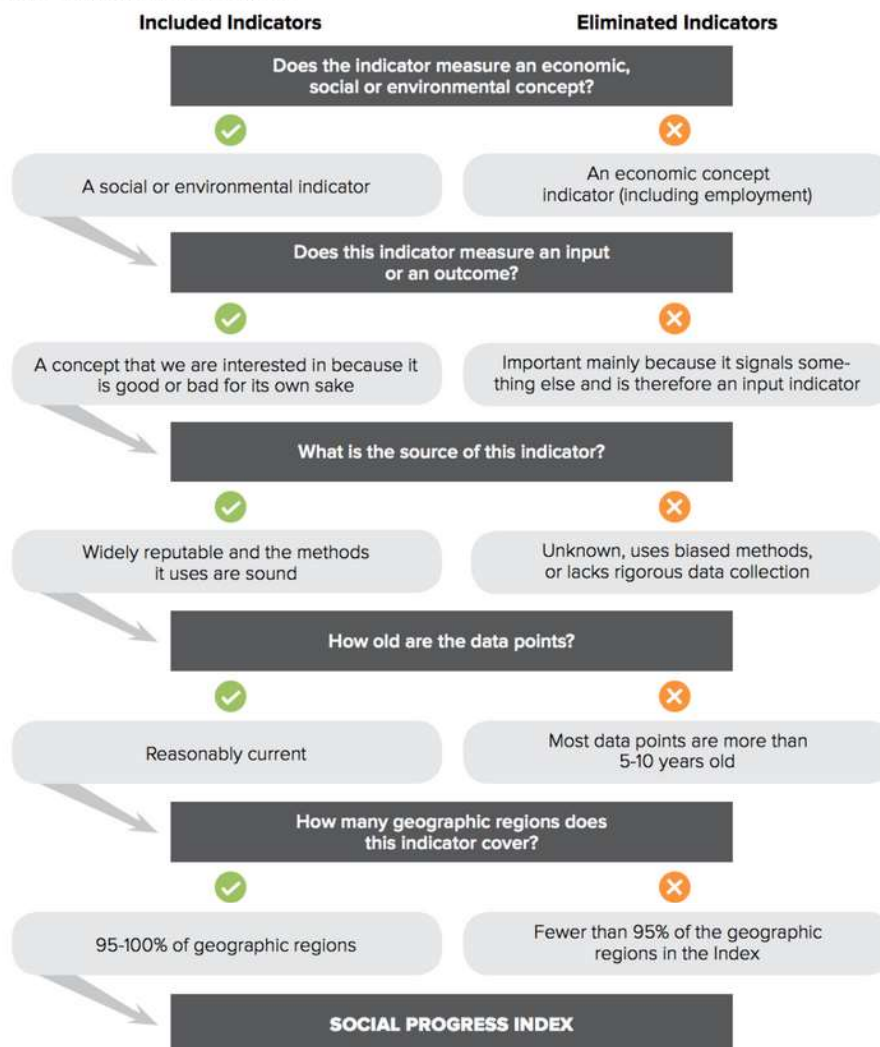 Included Indicators
Eliminated Indicators
Does the indicator measure an economic,
social or environmental concept?
A social or environmental indicator
An economic concept
indicator (including employment)
Does this indicator measure an input
or an outcome?
A concept that we are interested in because it
is good or bad for its own sake
Important mainly because it signals some-
thing else and is therefore an input indicator
What is the source of this indicator?
Widely reputable and the methods
it uses are sound
Unknown, uses biased methods,
or lacks rigorous data collection
How old are the data points?
Reasonably current
Most data points are more than
5-10 years old
How many geographic regions does
this indicator cover?
95-100% of geographic regions
Fewer than 95% of the geographic
regions in the Index
SOCIAL PROGRESS INDEX